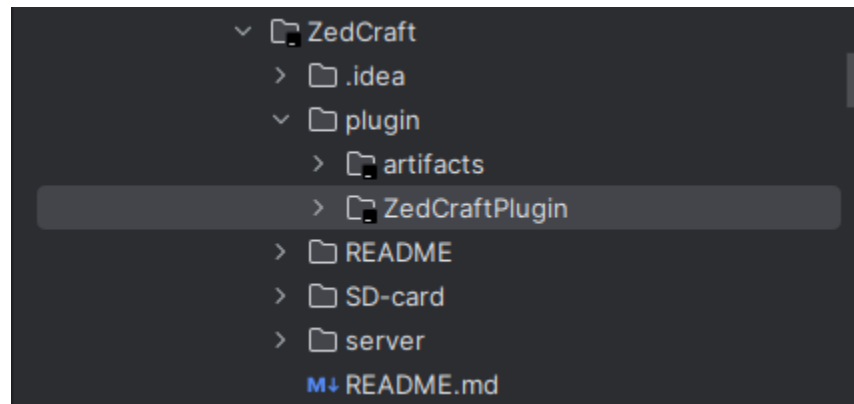 ZedCraft
.idea
plugin
artifacts
ZedCraftPlugin
README
SD-card
server
M↓ README.md